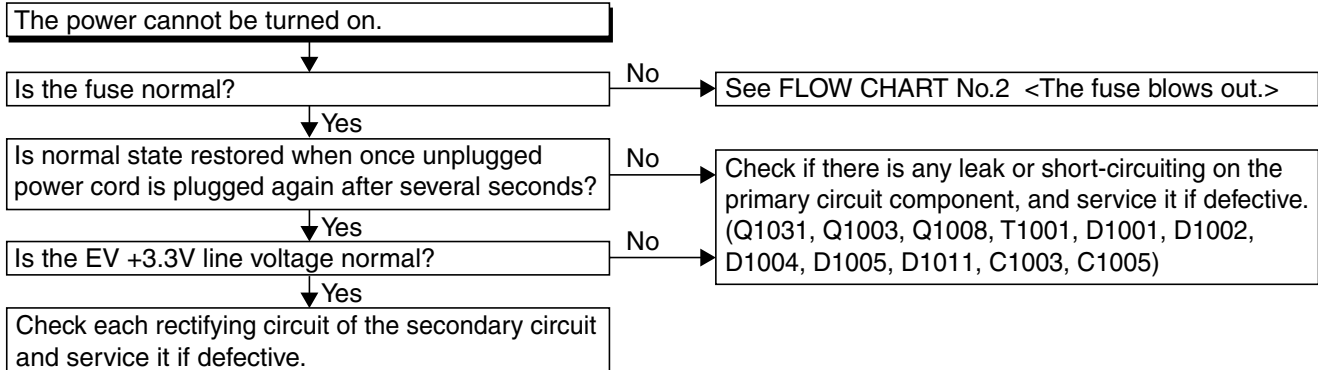 The power cannot be turned on.
Is the fuse normal?
No
See FLOW CHART No.2 <The fuse blows out.>
Yes
Is normal state restored when once unplugged
power cord is plugged again after several seconds?
No
Check if there is any leak or short-circuiting on the
primary circuit component, and service it if defective.
(Q1031, Q1003, Q1008, T1001, D1001, D1002,
D1004, D1005, D1011, C1003, C1005)
Yes
Is the EV +3.3V line voltage normal?
No
Yes
Check each rectifying circuit of the secondary circuit
and service it if defective.